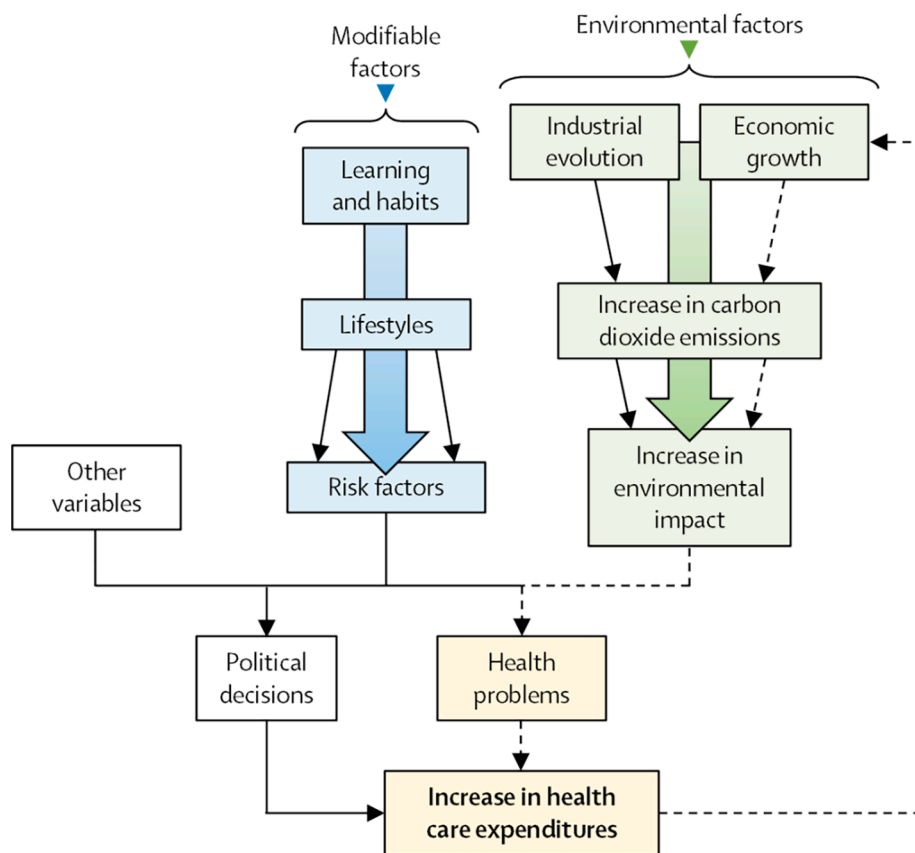 Modifiable
factors
Environmental factors
Learning
and habits
Industrial
evolution
Economic
growth
Lifestyles
Increase in carbon
dioxide emissions
Other
variables
Risk factors
Increase in
environmental
impact
Political
decisions
Health
problems
Increase in health
care expenditures